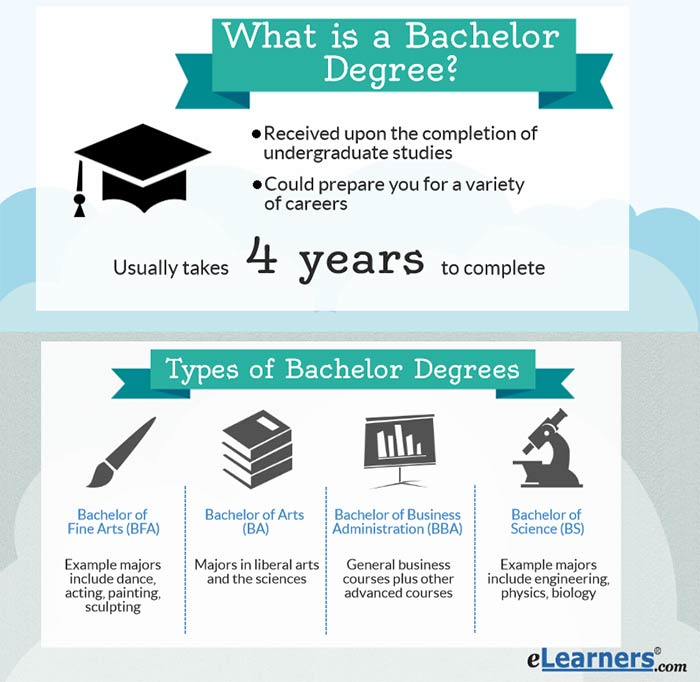 What is a Bachelor
Degree?
•Received upon the completion of
undergraduate studies
•Could prepare you for a variety
of careers
Usually takes 4 years to complete
Types of Bachelor Degrees
Bachelor of
Fine Arts (BFA)
Example majors
include dance,
acting, painting,
sculpting
Bachelor of Arts
(BA)
Majors in liberal arts
and the sciences
Bachelor of Business
Administration (BBA)
General business
courses plus other
advanced courses
Bachelor of
Science (BS)
Example majors
include engineering,
physics, biology
eLearners®.com